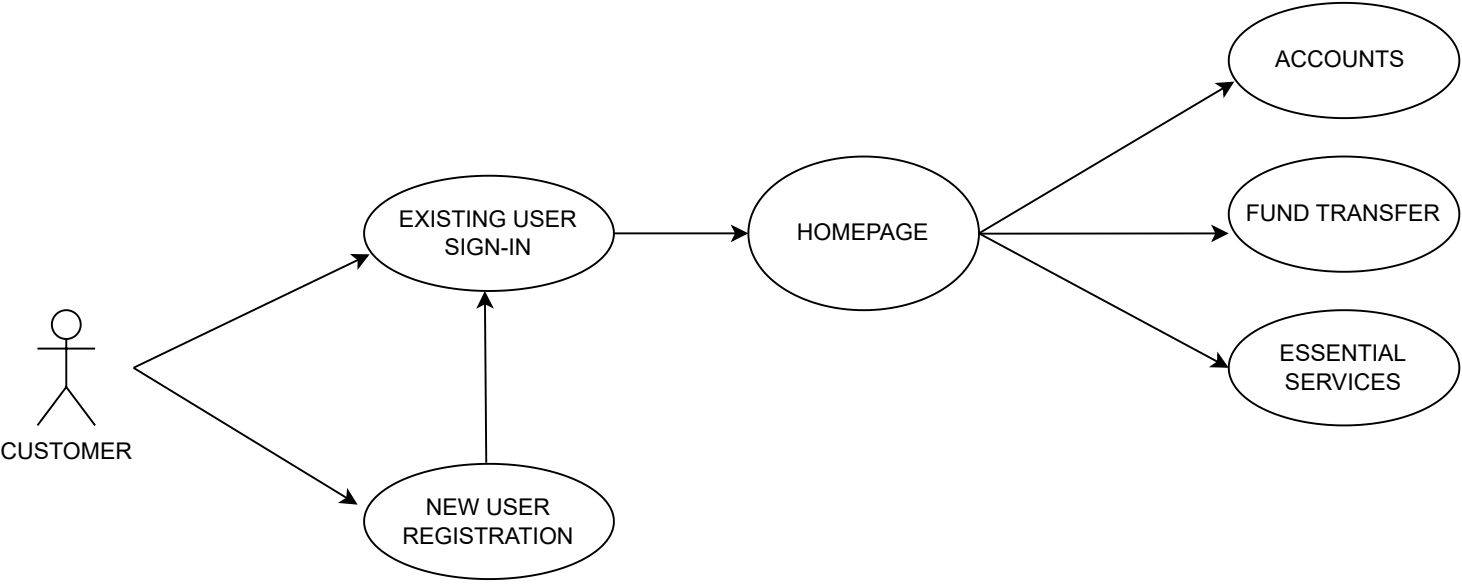 ACCOUNTS
FUND TRANSFER
EXISTING USER
SIGN-IN
HOMEPAGE
ESSENTIAL
SERVICES
CUSTOMER
NEW USER
REGISTRATION